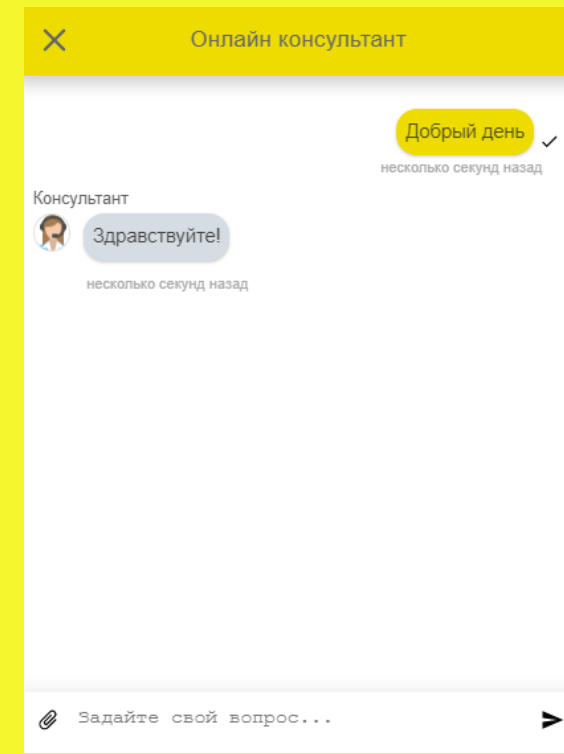 Онлайн консультант
Добрый день
несколько секунд назад
Консультант
Здравствуйте!
несколько секунд назад
Задайте свой вопрос...